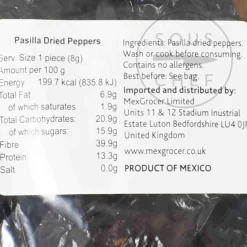 SOUS
CHEF
Pasilla Dried Peppers
Serv. Size 1 piece (8g)
Amount per 100 g
Energy 199.7 kcal (835.8 kJ)
Total Fat 6.9g
of which saturates 1.9g
Total Carbohydrates: 20.9g
of which sugars 15.9g
Fibre 39.9g
Protein 13.3g
Salt 0.0g
Ingredients: Pasilla dried peppers.
Wash or cook before consuming.
Contains no allergens.
Best before: See bag
Imported and distributed by:
MexGrocer Limited
Units 11 & 12 Stadium Inustrial
Estate Luton Bedfordshire LU4 0JF
United Kingdom
www.mexgrocer.co.uk
PRODUCT OF MEXICO